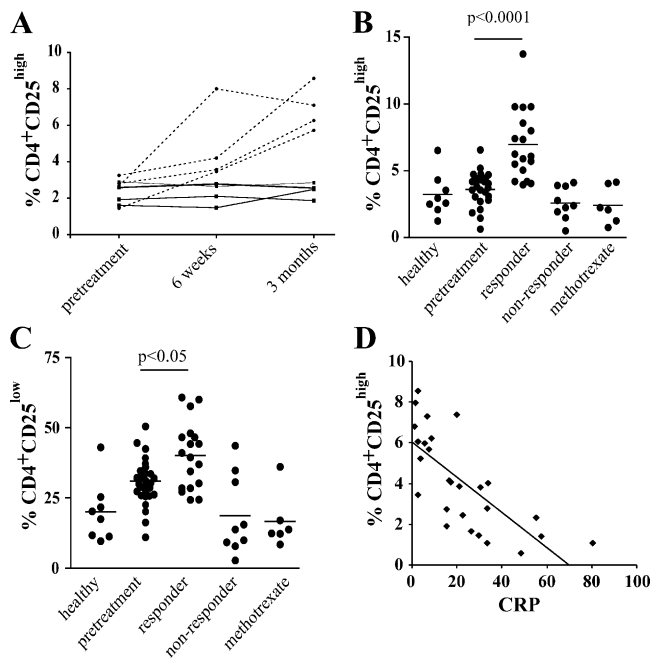 A
% CD4+CD25high
10
8
6
4
2
0
pretreatment
6 weeks
3 months
B
p<0.0001
% CD4+CD25high
15
10
5
0
healthy
pretreatment
responder
non-responder
methotrexate
C
p<0.05
% CD4+CD25low
75
50
25
0
healthy
pretreatment
responder
non-responder
methotrexate
D
% CD4+CD25high
10
8
6
4
2
0
0
20
40
60
80
100
CRP